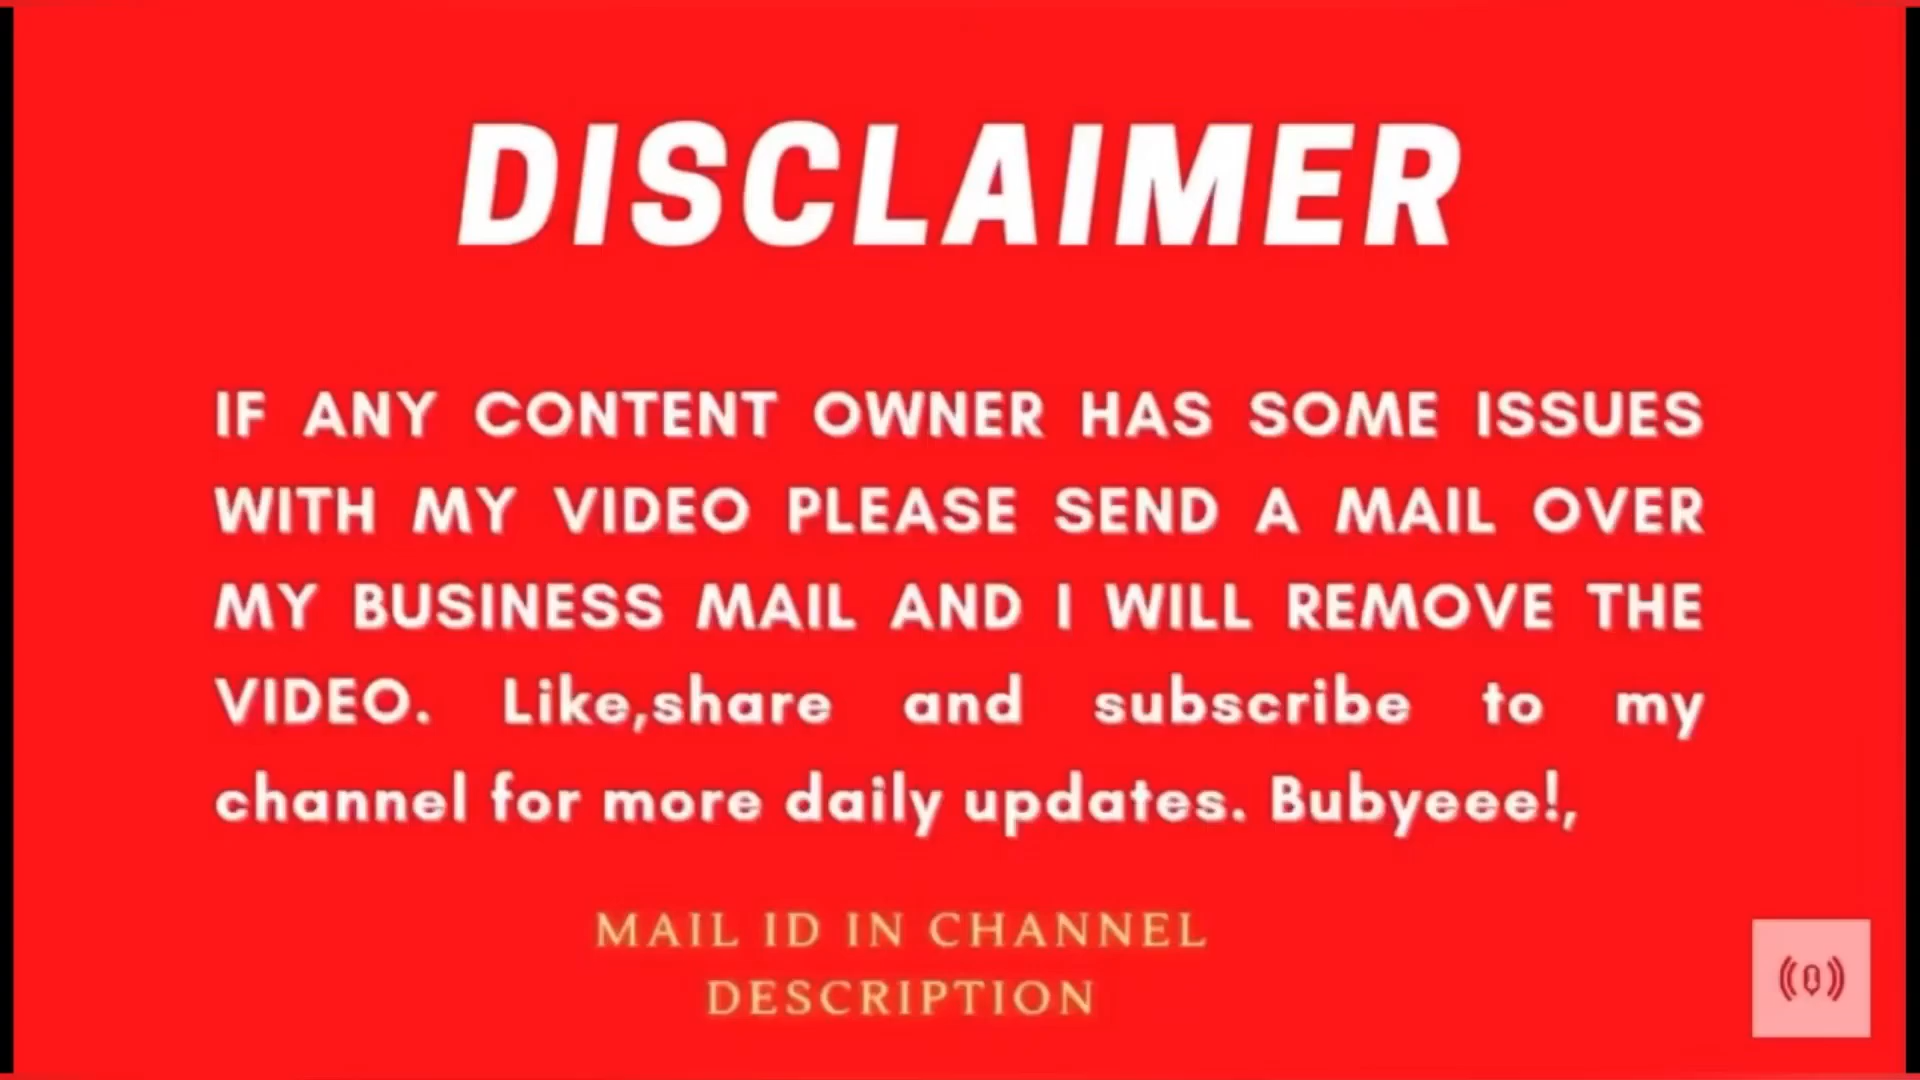 DISCLAIMER
IF ANY CONTENT OWNER HAS SOME ISSUES
WITH MY VIDEO PLEASE SEND A MAIL OVER
MY BUSINESS MAIL AND I WILL REMOVE THE
VIDEO. Like,share and subscribe to my
channel for more daily updates. Bubyeee!,
MAIL ID IN CHANNEL
DESCRIPTION